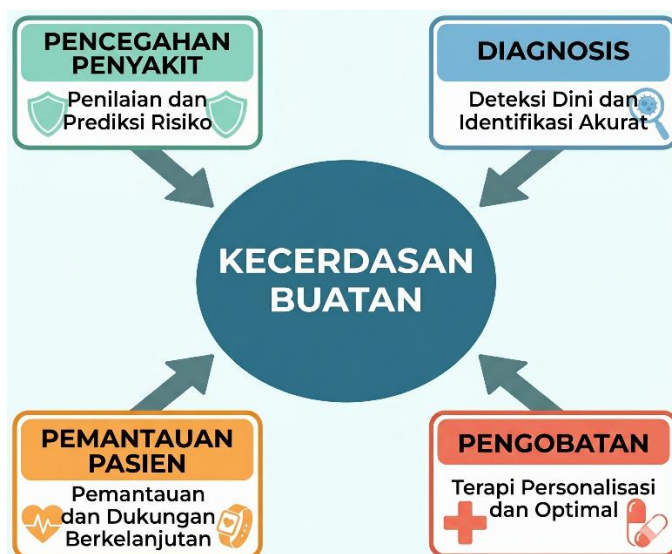 PENCEGAHAN
PENYAKIT
Penilaian dan
Prediksi Risiko
DIAGNOSIS
Deteksi Dini dan
Identifikasi Akurat
KECERDASAN
BUATAN
PEMANTAUAN
PASIEN
Pemantauan
dan Dukungan
Berkelanjutan
PENGOBATAN
Terapi Personalisasi
dan Optimal